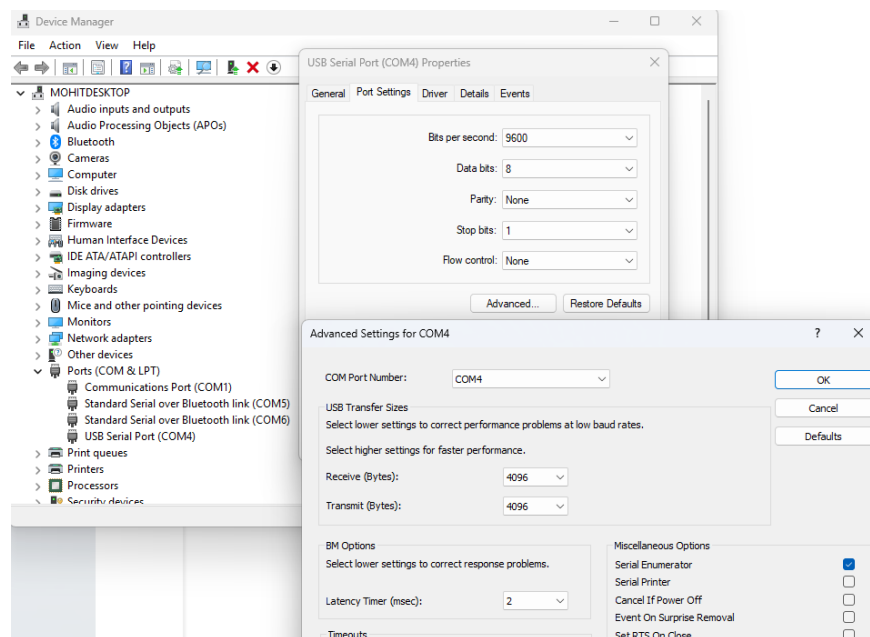 Device Manager
File Action View Help
MOHITDESKTOP
Audio inputs and outputs
Audio Processing Objects (APOs)
Bluetooth
Cameras
Computer
Disk drives
Display adapters
Firmware
Human Interface Devices
IDE ATA/ATAPI controllers
Imaging devices
Keyboards
Mice and other pointing devices
Monitors
Network adapters
Other devices
Ports (COM & LPT)
Communications Port (COM1)
Standard Serial over Bluetooth link (COM5)
Standard Serial over Bluetooth link (COM6)
USB Serial Port (COM4)
Print queues
Printers
Processors
Security devices
USB Serial Port (COM4) Properties
General Port Settings Driver Details Events
Bits per second: 9600
Data bits: 8
Parity: None
Stop bits: 1
Flow control: None
Advanced... Restore Defaults
Advanced Settings for COM4
COM Port Number: COM4
OK
Cancel
Defaults
USB Transfer Sizes
Select lower settings to correct performance problems at low baud rates.
Select higher settings for faster performance.
Receive (Bytes): 4096
Transmit (Bytes): 4096
BM Options
Select lower settings to correct response problems.
Latency Timer (msec): 2
Timeouts
Miscellaneous Options
Serial Enumerator
Serial Printer
Cancel If Power Off
Event On Surprise Removal
Set RTS On Close